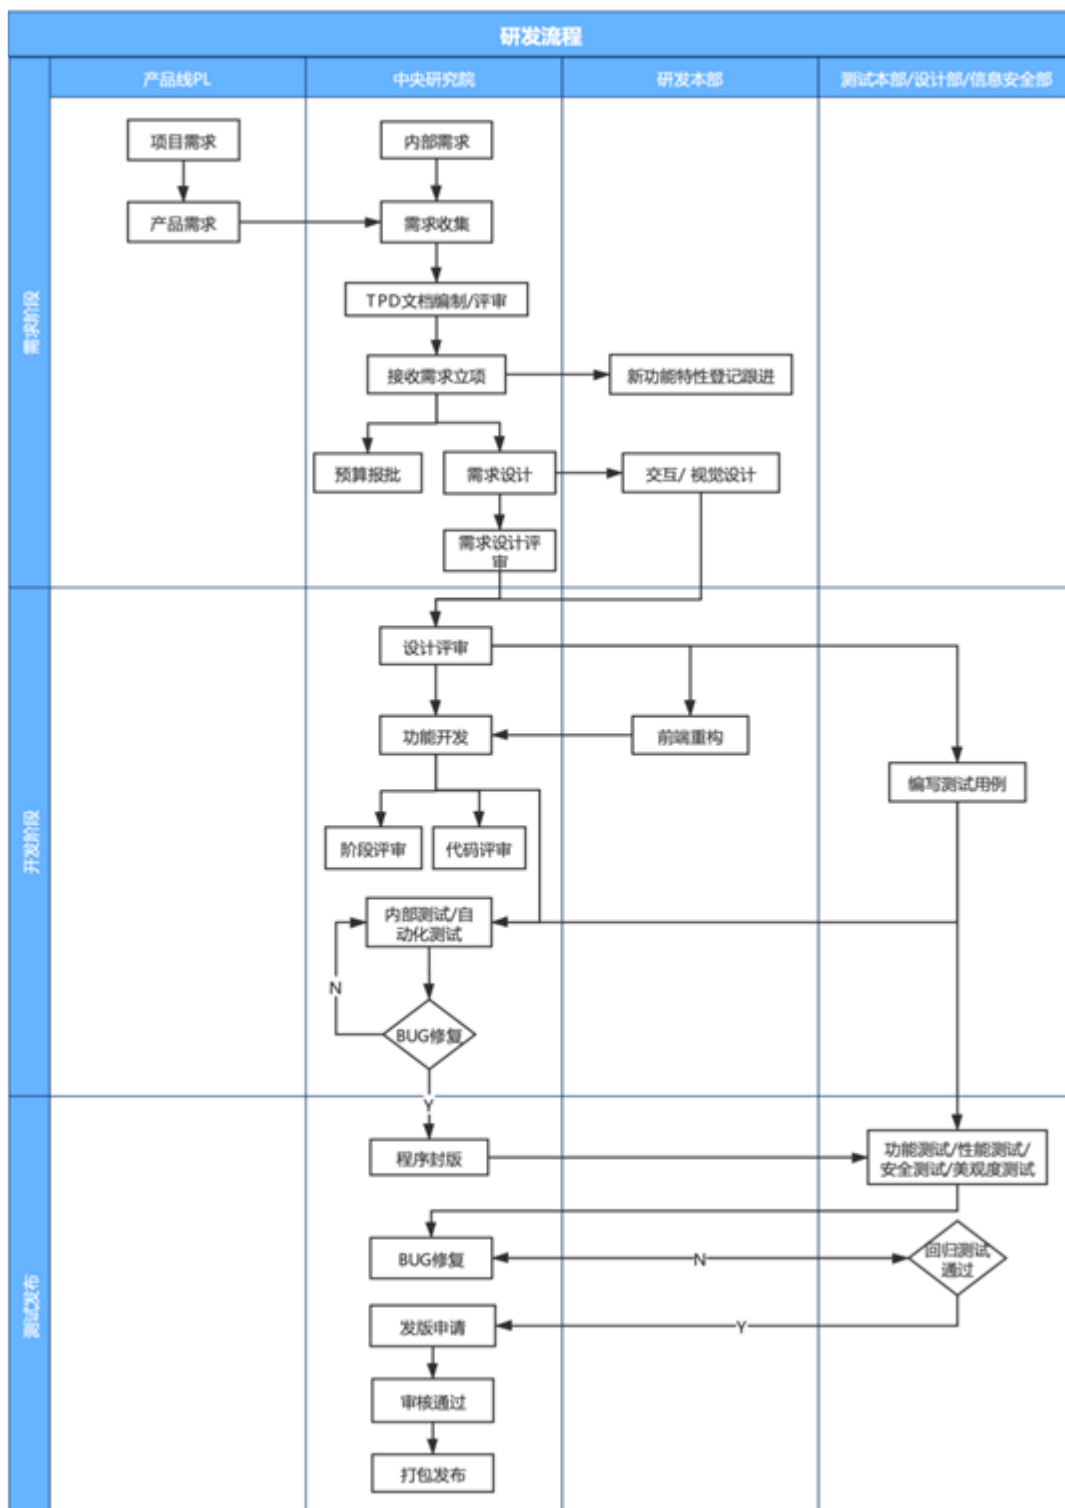 研发流程
产品线PL
中央研究院
研发本部
测试本部/设计部/信息安全部
需求阶段
项目需求
内部需求
产品需求
需求收集
TPD文档编制/评审
接收需求立项
新功能特性登记跟进
预算报批
需求设计
交互/ 视觉设计
需求设计评
审
开发阶段
设计评审
功能开发
前端重构
编写测试用例
阶段评审
代码评审
内部测试/自
动化测试
N
BUG修复
Y
测试发布
程序封版
功能测试/性能测试/
安全测试/美观度测试
BUG修复
N
回归测试
通过
发版申请
Y
审核通过
打包发布